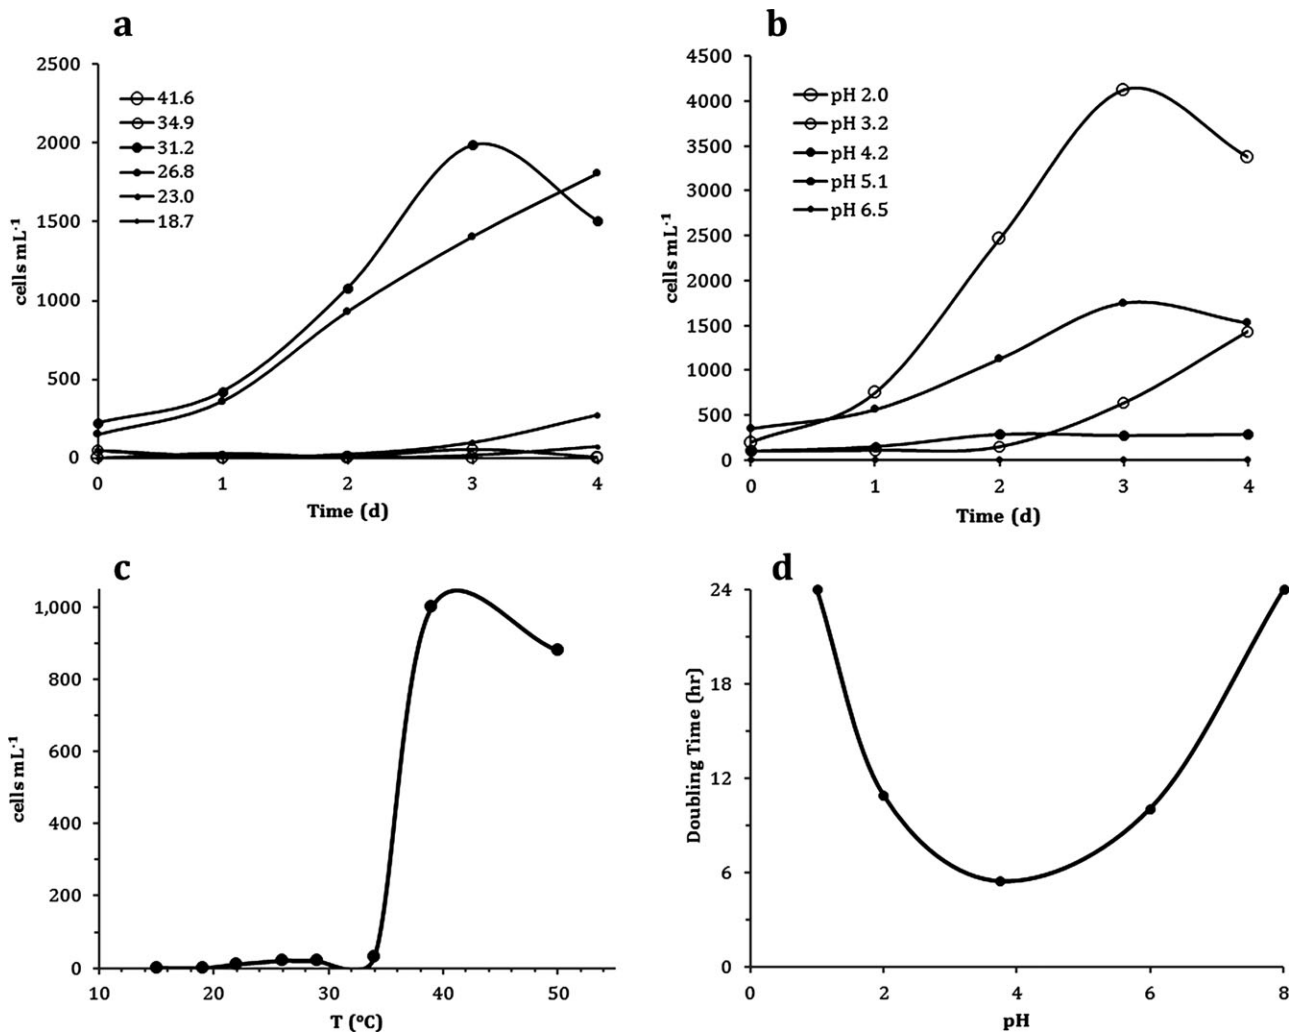 a
2500
2000
1500
1000
500
0
cells mL-1
41.6
34.9
31.2
26.8
23.0
18.7
0 1 2 3 4
Time (d)
b
4500
4000
3500
3000
2500
2000
1500
1000
500
0
cells mL-1
pH 2.0
pH 3.2
pH 4.2
pH 5.1
pH 6.5
0 1 2 3 4
Time (d)
c
1,000
800
600
400
200
0
cells mL-1
10 20 30 40 50
T (°C)
d
24
18
12
6
0
Doubling Time (hr)
0 2 4 6 8
pH